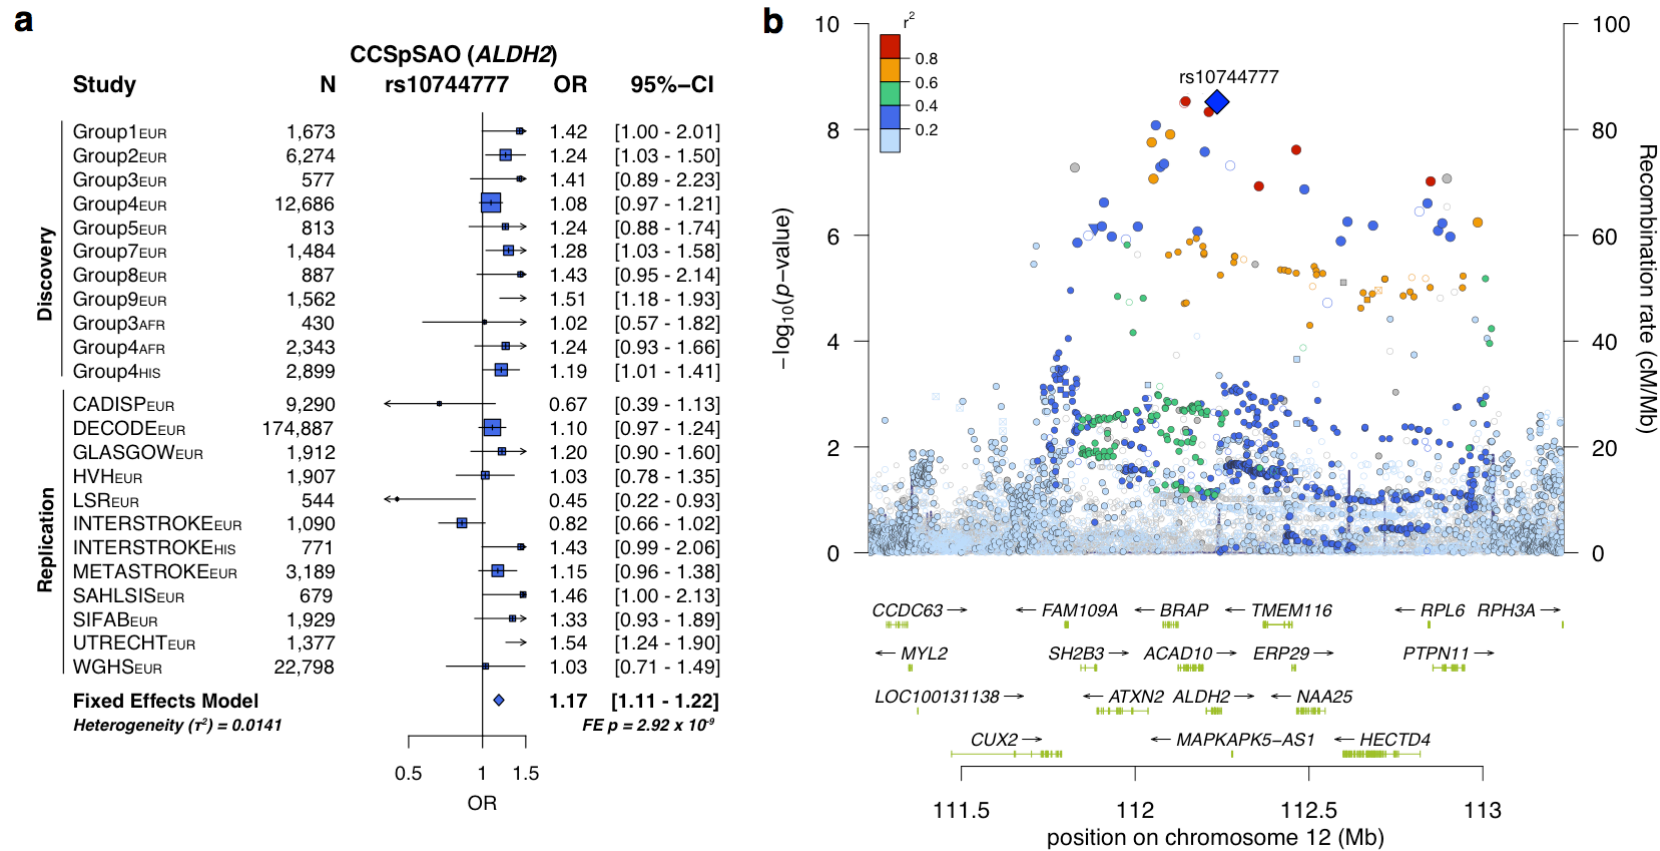 a
CCSpSAO (ALDH2)
Study N rs10744777 OR 95%−CI
Discovery
Group1EUR 1,673 1.42 [1.00 - 2.01]
Group2EUR 6,274 1.24 [1.03 - 1.50]
Group3EUR 577 1.41 [0.89 - 2.23]
Group4EUR 12,686 1.08 [0.97 - 1.21]
Group5EUR 813 1.24 [0.88 - 1.74]
Group7EUR 1,484 1.28 [1.03 - 1.58]
Group8EUR 887 1.43 [0.95 - 2.14]
Group9EUR 1,562 1.51 [1.18 - 1.93]
Group3AFR 430 1.02 [0.57 - 1.82]
Group4AFR 2,343 1.24 [0.93 - 1.66]
Group4HIS 2,899 1.19 [1.01 - 1.41]
Replication
CADISPEUR 9,290 0.67 [0.39 - 1.13]
DECODEEUR 174,887 1.10 [0.97 - 1.24]
GLASGOWEUR 1,912 1.20 [0.90 - 1.60]
HVHEUR 1,907 1.03 [0.78 - 1.35]
LSREUR 544 0.45 [0.22 - 0.93]
INTERSTROKEEUR 1,090 0.82 [0.66 - 1.02]
INTERSTROKEHIS 771 1.43 [0.99 - 2.06]
METASTROKEEUR 3,189 1.15 [0.96 - 1.38]
SAHLSISEUR 679 1.46 [1.00 - 2.13]
SIFABEUR 1,929 1.33 [0.93 - 1.89]
UTRECHTEUR 1,377 1.54 [1.24 - 1.90]
WGHSEUR 22,798 1.03 [0.71 - 1.49]
Fixed Effects Model 1.17 [1.11 - 1.22]
Heterogeneity (τ²) = 0.0141 FE p = 2.92 x 10⁻⁹
0.5 1 1.5
OR
b
r²
0.8
0.6
0.4
0.2
rs10744777
10
8
6
4
2
0
−log₁₀(p−value)
100
80
60
40
20
0
Recombination rate (cM/Mb)
CCDC63 → ← FAM109A ← BRAP ← TMEM116 ← RPL6 RPH3A →
← MYL2 SH2B3 → ACAD10 → ERP29 → PTPN11 →
LOC100131138 → ← ATXN2 ALDH2 → ← NAA25
CUX2 → ← MAPKAPK5−AS1 ← HECTD4
111.5 112 112.5 113
position on chromosome 12 (Mb)